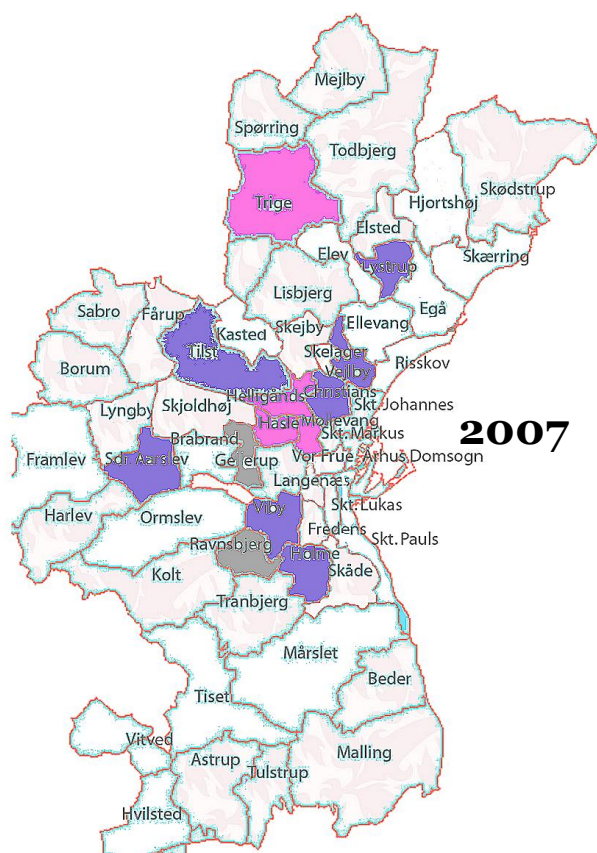 Mejlby
Spørring
Todbjerg
Skødstrup
Trige
Hjortshøj
Elsted
Elev
Skæring
Lystrup
Lisbjerg
Egå
Sabro
Fårup
Ellevang
Skejby
Kasted
Skelager
Tilst
Risskov
Borum
Vejlby
Christians
Helligånds
Skt. Johannes
Lyngby
Skjoldhøj
Hasle
Møllevang
Skt. Markus
2007
Brabrand
Vor Frue
Århus Domsogn
Framlev
Sdr. Aarslev
Gellerup
Langenæs
Skt. Lukas
Viby
Harlev
Ormslev
Fredens
Skt. Pauls
Ravnsbjerg
Holme
Skåde
Kolt
Tranbjerg
Mårslet
Beder
Tiset
Vitved
Malling
Astrup
Tulstrup
Hvilsted